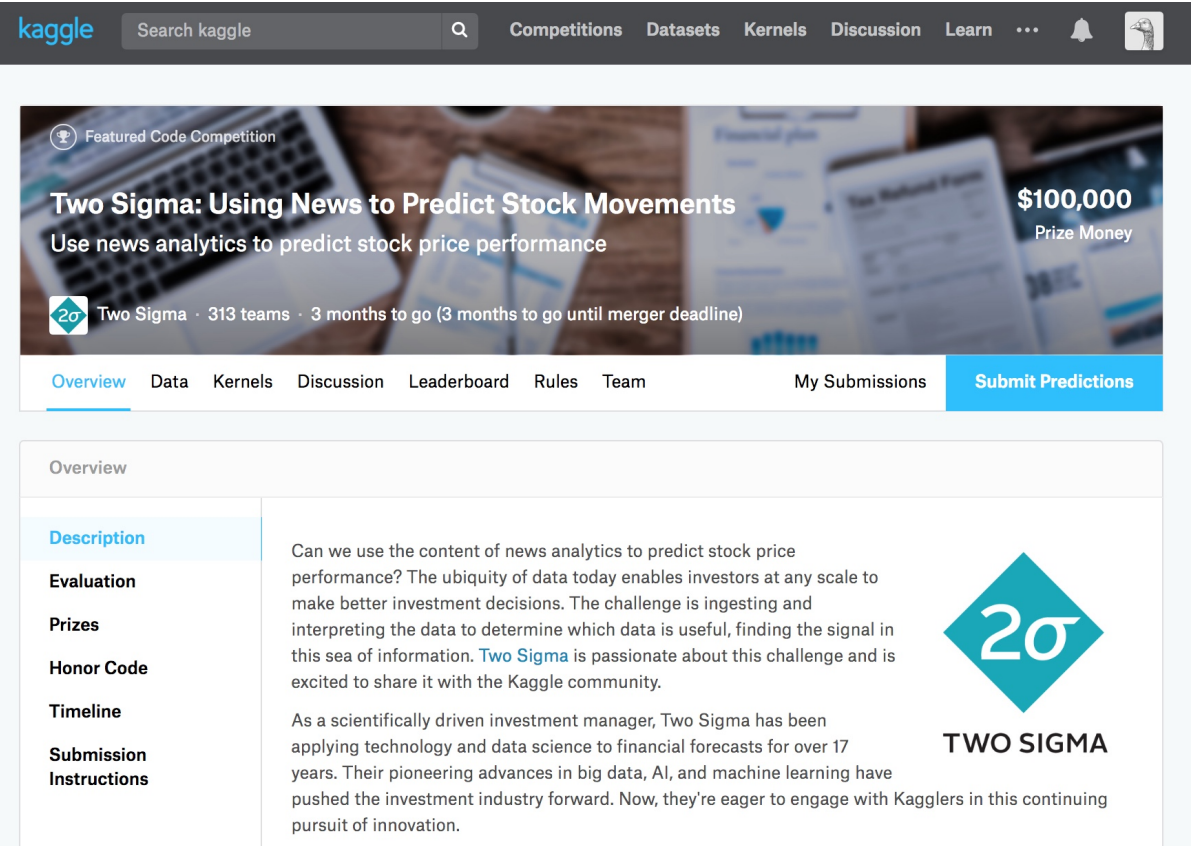 kaggle Search kaggle Competitions Datasets Kernels Discussion Learn
Featured Code Competition
Financial plan
Tax Refund Form
Two Sigma: Using News to Predict Stock Movements
$100,000
Use news analytics to predict stock price performance
Prize Money
2σ Two Sigma · 313 teams · 3 months to go (3 months to go until merger deadline)
Overview Data Kernels Discussion Leaderboard Rules Team My Submissions Submit Predictions
Overview
Description
Evaluation
Prizes
Honor Code
Timeline
Submission
Instructions
Can we use the content of news analytics to predict stock price
performance? The ubiquity of data today enables investors at any scale to
make better investment decisions. The challenge is ingesting and
interpreting the data to determine which data is useful, finding the signal in
this sea of information. Two Sigma is passionate about this challenge and is
excited to share it with the Kaggle community.
As a scientifically driven investment manager, Two Sigma has been
applying technology and data science to financial forecasts for over 17
years. Their pioneering advances in big data, AI, and machine learning have
pushed the investment industry forward. Now, they're eager to engage with Kagglers in this continuing
pursuit of innovation.
2σ
TWO SIGMA